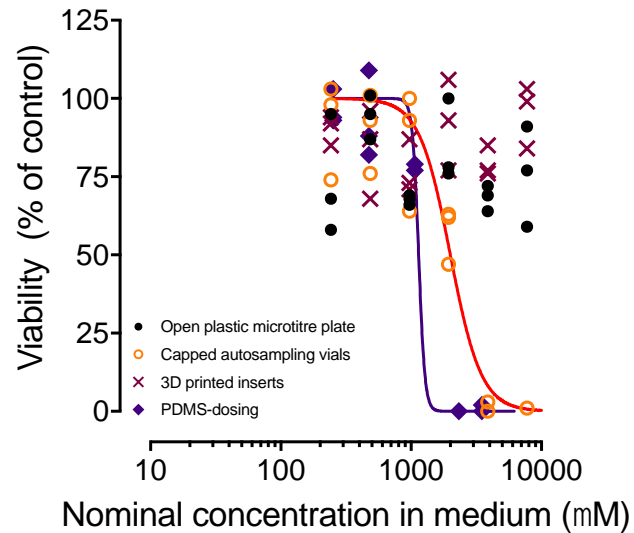 125
100
75
50
25
0
Viability (% of control)
Open plastic microtitre plate
Capped autosampling vials
3D printed inserts
PDMS-dosing
10 100 1000 10000
Nominal concentration in medium (mM)